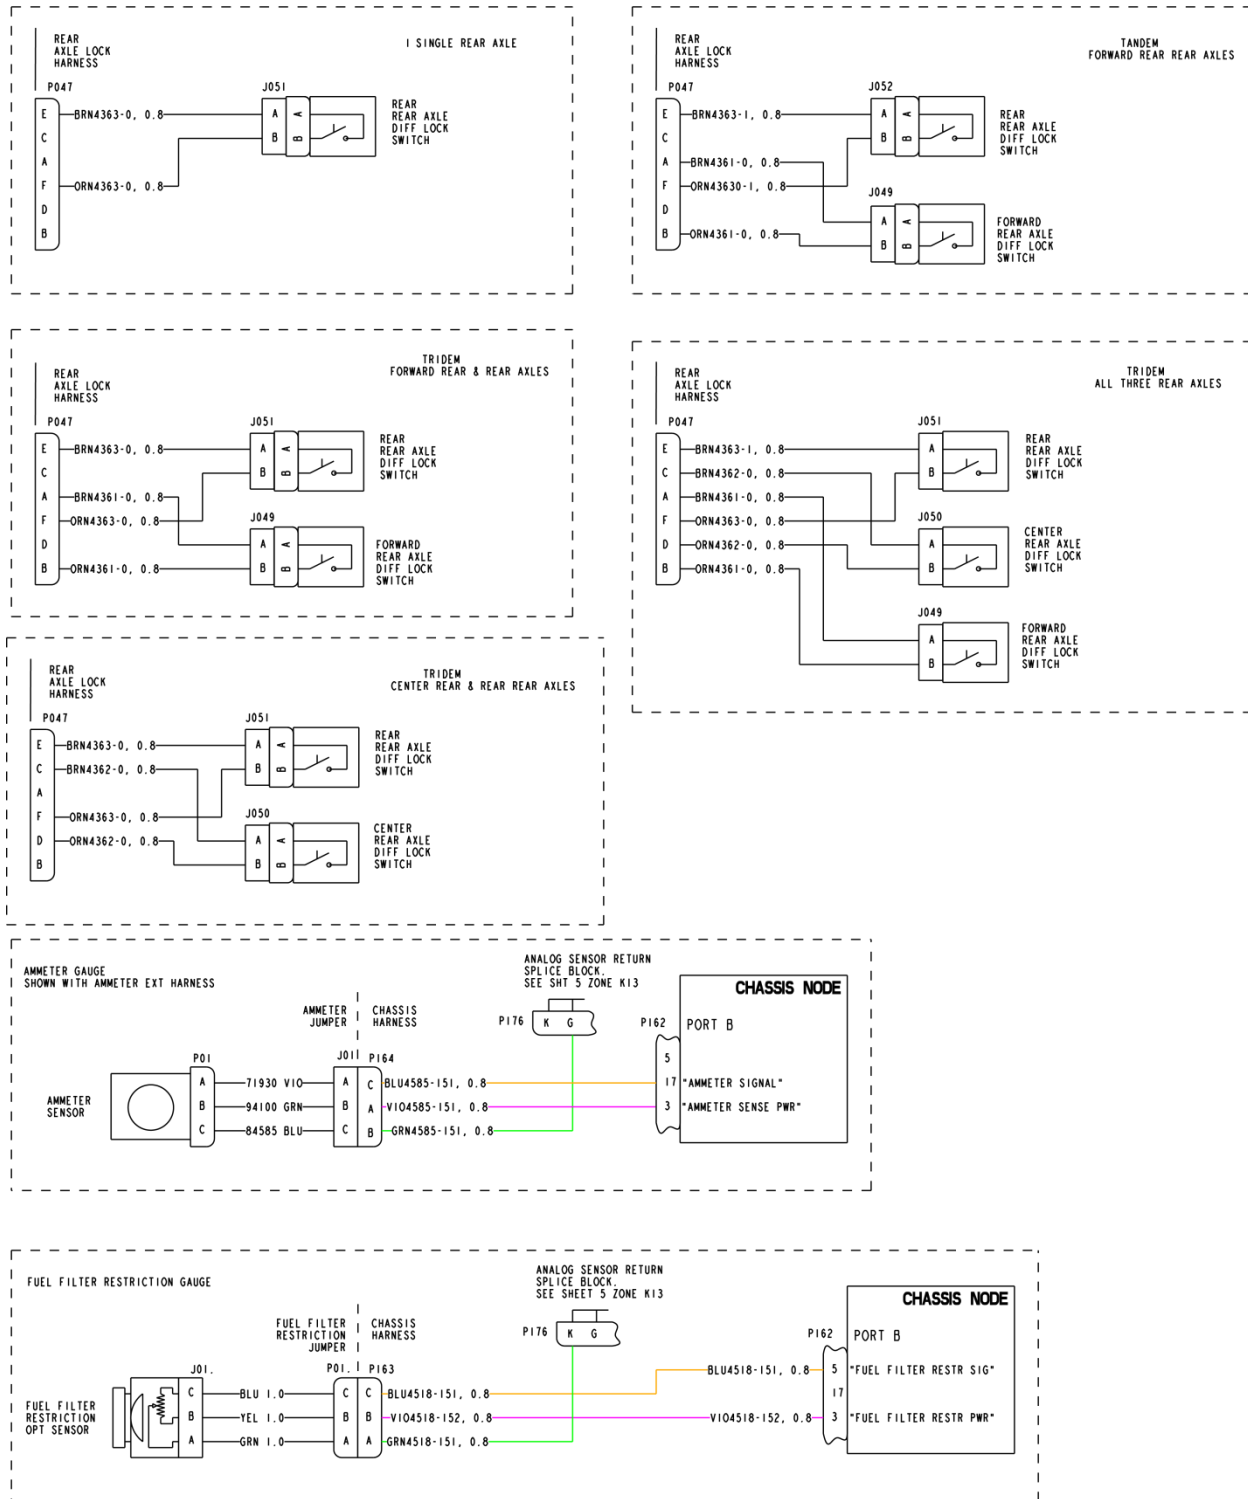 REAR
AXLE LOCK
HARNESS
1 SINGLE REAR AXLE
P047
J051
E
C
A
F
D
B
BRN4363-0, 0.8
ORN4363-0, 0.8
A A
B B
REAR
REAR AXLE
DIFF LOCK
SWITCH
REAR
AXLE LOCK
HARNESS
TANDEM
FORWARD REAR REAR AXLES
P047
J052
E
C
A
F
D
B
BRN4363-1, 0.8
BRN4361-0, 0.8
ORN43630-1, 0.8
ORN4361-0, 0.8
A A
B B
REAR
REAR AXLE
DIFF LOCK
SWITCH
J049
A A
B B
FORWARD
REAR AXLE
DIFF LOCK
SWITCH
REAR
AXLE LOCK
HARNESS
TRIDEM
FORWARD REAR & REAR AXLES
P047
J051
E
C
A
F
D
B
BRN4363-0, 0.8
BRN4361-0, 0.8
ORN4363-0, 0.8
ORN4361-0, 0.8
A A
B B
REAR
REAR AXLE
DIFF LOCK
SWITCH
J049
A A
B B
FORWARD
REAR AXLE
DIFF LOCK
SWITCH
REAR
AXLE LOCK
HARNESS
TRIDEM
ALL THREE REAR AXLES
P047
J051
E
C
A
F
D
B
BRN4363-1, 0.8
BRN4362-0, 0.8
BRN4361-0, 0.8
ORN4363-0, 0.8
ORN4362-0, 0.8
ORN4361-0, 0.8
A
B
REAR
REAR AXLE
DIFF LOCK
SWITCH
J050
A
B
CENTER
REAR AXLE
DIFF LOCK
SWITCH
J049
A
B
FORWARD
REAR AXLE
DIFF LOCK
SWITCH
REAR
AXLE LOCK
HARNESS
TRIDEM
CENTER REAR & REAR REAR AXLES
P047
J051
E
C
A
F
D
B
BRN4363-0, 0.8
BRN4362-0, 0.8
ORN4363-0, 0.8
ORN4362-0, 0.8
A A
B B
REAR
REAR AXLE
DIFF LOCK
SWITCH
J050
A A
B B
CENTER
REAR AXLE
DIFF LOCK
SWITCH
AMMETER GAUGE
SHOWN WITH AMMETER EXT HARNESS
AMMETER
JUMPER
CHASSIS
HARNESS
ANALOG SENSOR RETURN
SPLICE BLOCK.
SEE SHT 5 ZONE K13
P176
K G
CHASSIS NODE
P162
PORT B
AMMETER
SENSOR
P01
J01
P164
A 71930 VIO A C BLU4585-151, 0.8
B 94100 GRN B A VIO4585-151, 0.8
C 84585 BLU C B GRN4585-151, 0.8
5
17 "AMMETER SIGNAL"
3 "AMMETER SENSE PWR"
FUEL FILTER RESTRICTION GAUGE
FUEL FILTER
RESTRICTION
JUMPER
CHASSIS
HARNESS
ANALOG SENSOR RETURN
SPLICE BLOCK.
SEE SHEET 5 ZONE K13
P176
K G
CHASSIS NODE
P162
PORT B
FUEL FILTER
RESTRICTION
OPT SENSOR
J01.
P01.
P163
C BLU 1.0 C C BLU4518-151, 0.8
B YEL 1.0 B B VIO4518-152, 0.8
A GRN 1.0 A A GRN4518-151, 0.8
BLU4518-151, 0.8 5 "FUEL FILTER RESTR SIG"
17
VIO4518-152, 0.8 3 "FUEL FILTER RESTR PWR"